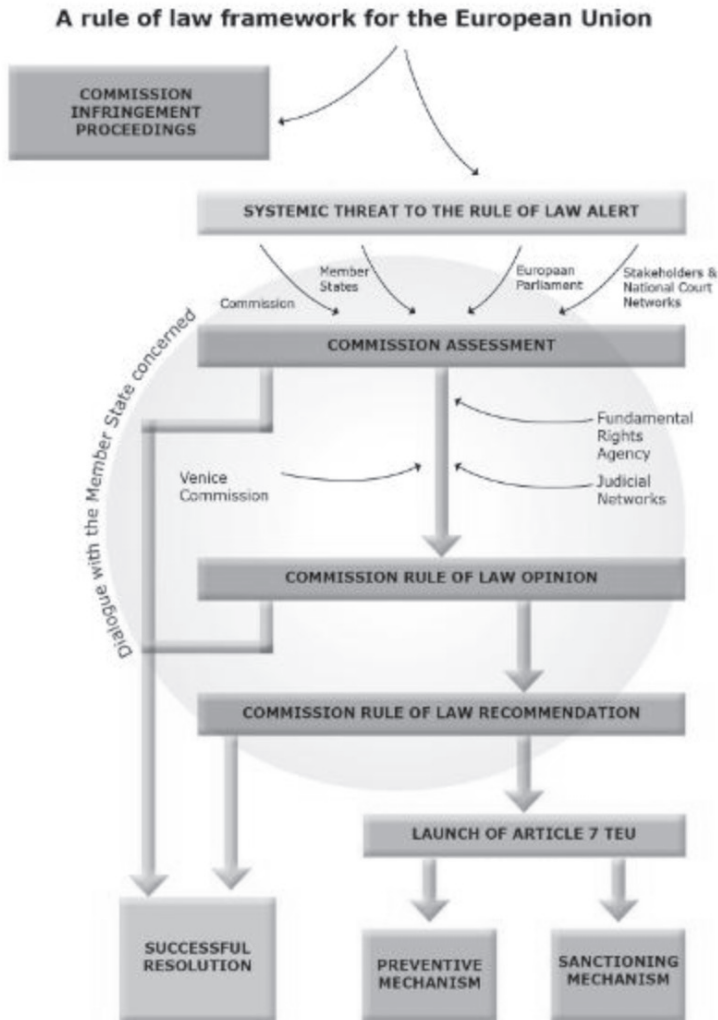 A rule of law framework for the European Union
COMMISSION
INFRINGEMENT
PROCEEDINGS
SYSTEMIC THREAT TO THE RULE OF LAW ALERT
Commission
Member
States
European
Parliament
Stakeholders &
National Court
Networks
COMMISSION ASSESSMENT
Dialogue with the Member State concerned
Fundamental
Rights
Agency
Venice
Commission
Judicial
Networks
COMMISSION RULE OF LAW OPINION
COMMISSION RULE OF LAW RECOMMENDATION
LAUNCH OF ARTICLE 7 TEU
SUCCESSFUL
RESOLUTION
PREVENTIVE
MECHANISM
SANCTIONING
MECHANISM